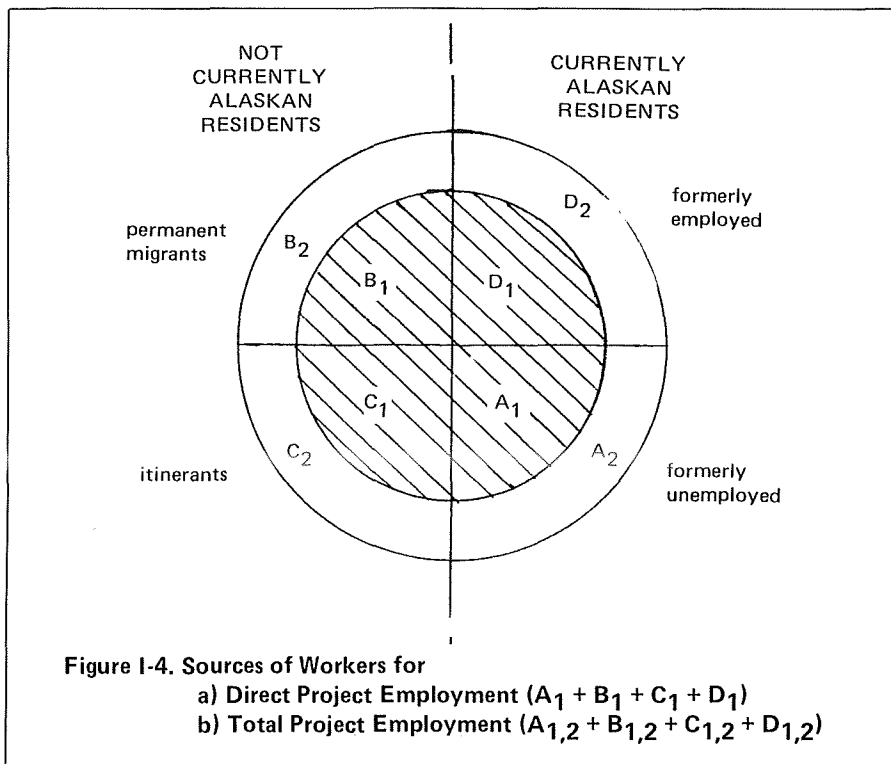 NOT
CURRENTLY
ALASKAN
RESIDENTS
CURRENTLY
ALASKAN
RESIDENTS
permanent
migrants
formerly
employed
B2
D2
B1
D1
C1
A1
C2
A2
itinerants
formerly
unemployed
Figure I-4. Sources of Workers for
a) Direct Project Employment (A1 + B1 + C1 + D1)
b) Total Project Employment (A1,2 + B1,2 + C1,2 + D1,2)